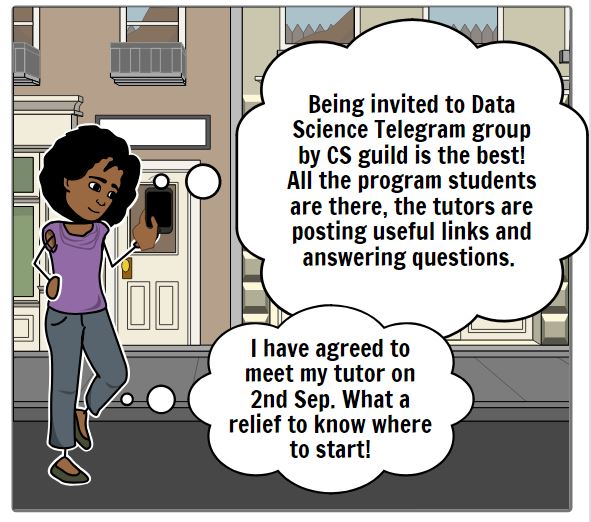 Being invited to Data
Science Telegram group
by CS guild is the best!
All the program students
are there, the tutors are
posting useful links and
answering questions.
I have agreed to
meet my tutor on
2nd Sep. What a
relief to know where
to start!